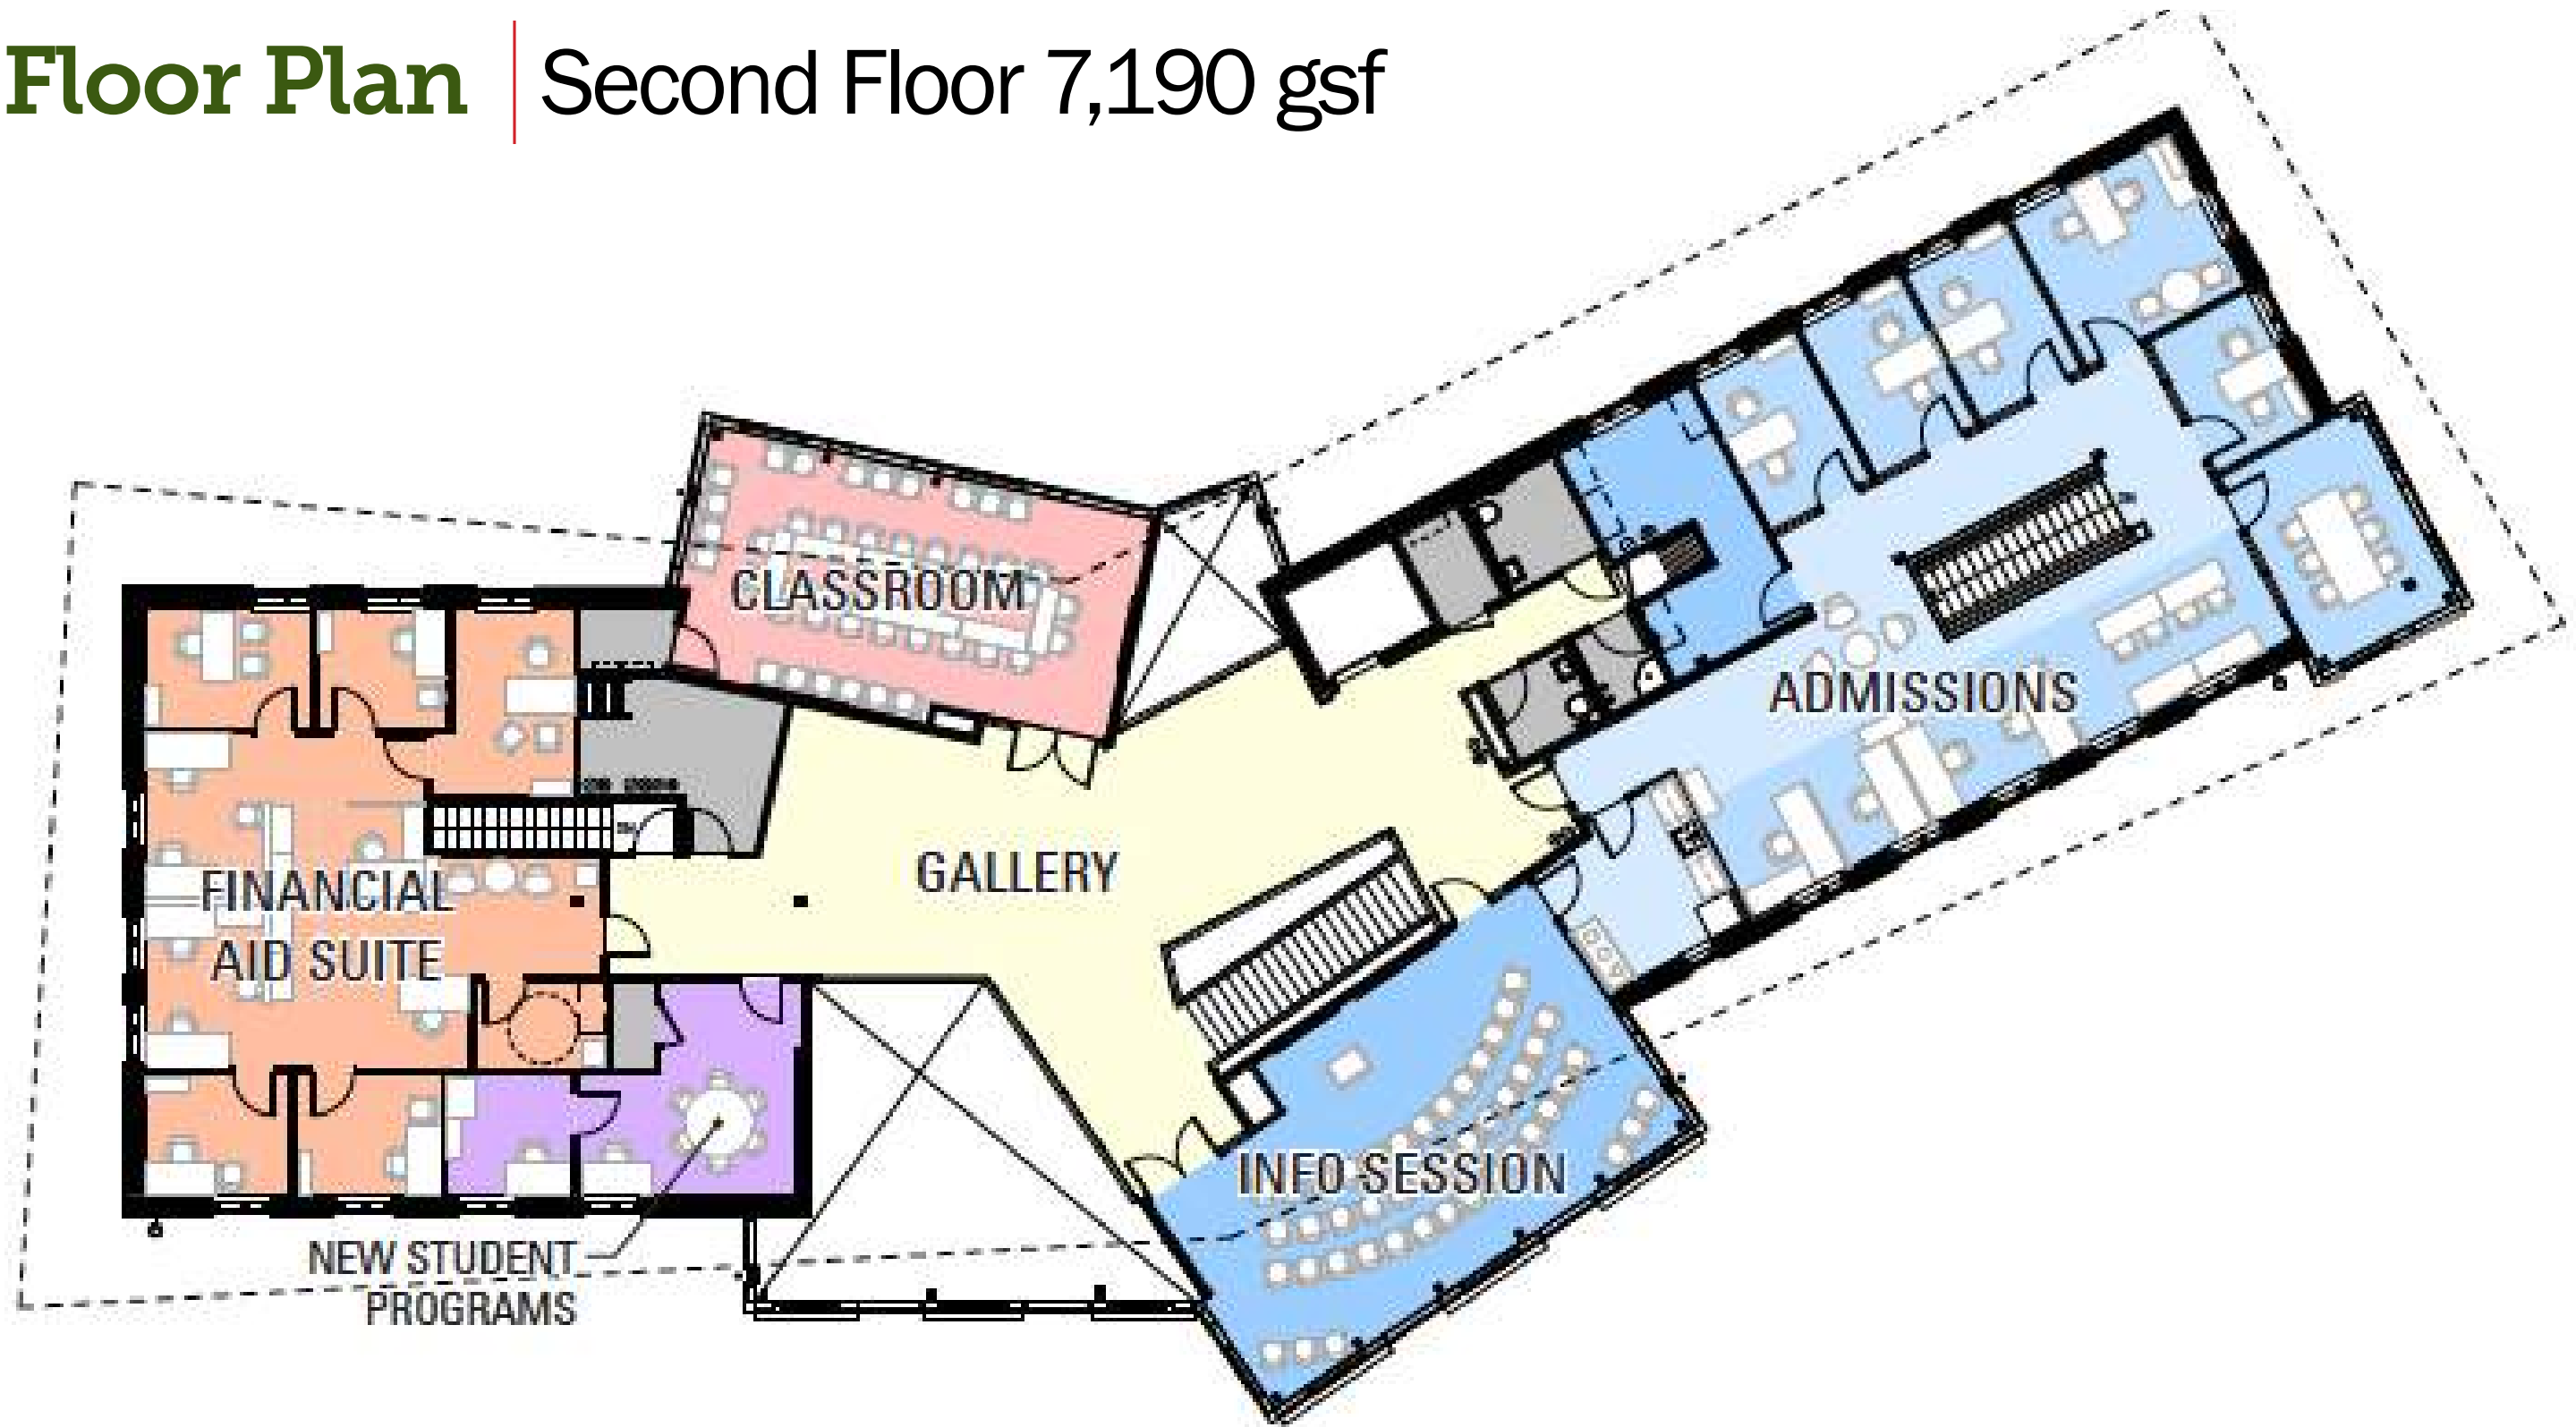 Floor Plan
Second Floor 7,190 gsf
CLASSROOM
ADMISSIONS
GALLERY
FINANCIAL
AID SUITE
INFO SESSION
NEW STUDENT
PROGRAMS